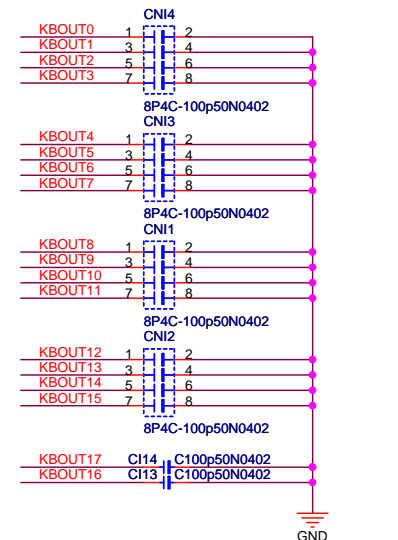 CNI4
KBOUT0 1 2
KBOUT1 3 4
KBOUT2 5 6
KBOUT3 7 8
8P4C-100p50N0402
CNI3
KBOUT4 1 2
KBOUT5 3 4
KBOUT6 5 6
KBOUT7 7 8
8P4C-100p50N0402
CNI1
KBOUT8 1 2
KBOUT9 3 4
KBOUT10 5 6
KBOUT11 7 8
8P4C-100p50N0402
CNI2
KBOUT12 1 2
KBOUT13 3 4
KBOUT14 5 6
KBOUT15 7 8
8P4C-100p50N0402
KBOUT17 CI14 C100p50N0402
KBOUT16 CI13 C100p50N0402
GND